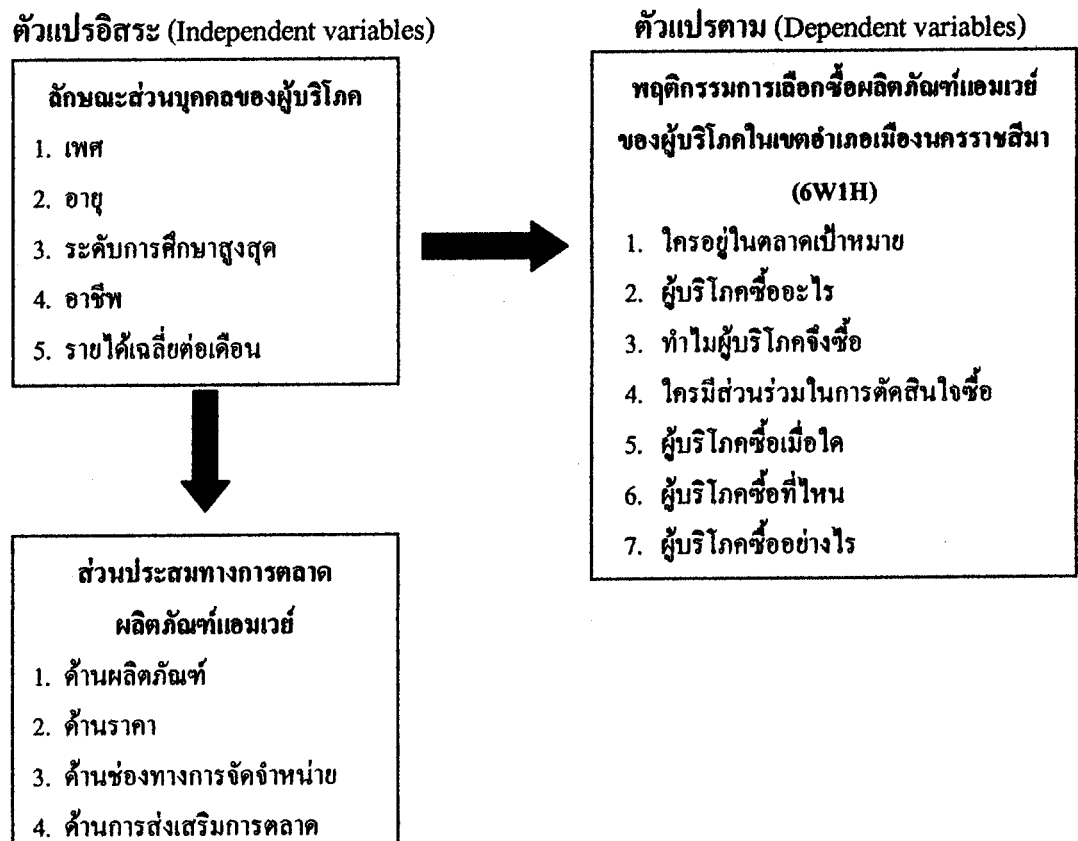 ตัวแปรอิสระ (Independent variables)
ลักษณะส่วนบุคคลของผู้บริโภค
1. เพศ
2. อายุ
3. ระดับการศึกษาสูงสุด
4. อาชีพ
5. รายได้เฉลี่ยต่อเดือน
ส่วนประสมทางการตลาด
ผลิตภัณฑ์แอมเวย์
1. ด้านผลิตภัณฑ์
2. ด้านราคา
3. ด้านช่องทางการจัดจำหน่าย
4. ด้านการส่งเสริมการตลาด
ตัวแปรตาม (Dependent variables)
พฤติกรรมการเลือกซื้อผลิตภัณฑ์แอมเวย์
ของผู้บริโภคในเขตอำเภอเมืองนครราชสีมา
(6W1H)
1. ใครอยู่ในตลาดเป้าหมาย
2. ผู้บริโภคซื้ออะไร
3. ทำไมผู้บริโภคจึงซื้อ
4. ใครมีส่วนร่วมในการตัดสินใจซื้อ
5. ผู้บริโภคซื้อเมื่อใด
6. ผู้บริโภคซื้อที่ไหน
7. ผู้บริโภคซื้ออย่างไร